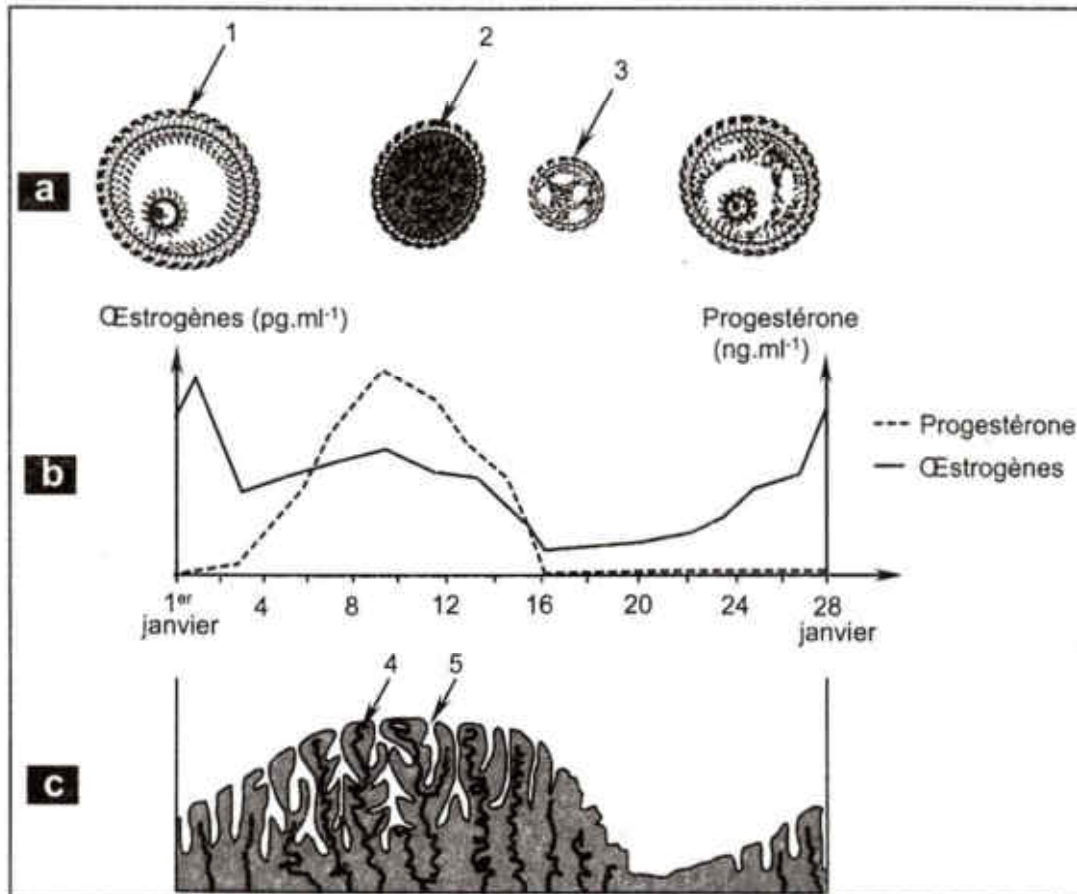 1
2
3
a
Œstrogènes (pg.ml⁻¹)
Progestérone
(ng.ml⁻¹)
Progestérone
Œstrogènes
b
1er 4 8 12 16 20 24 28
janvier janvier
4 5
c